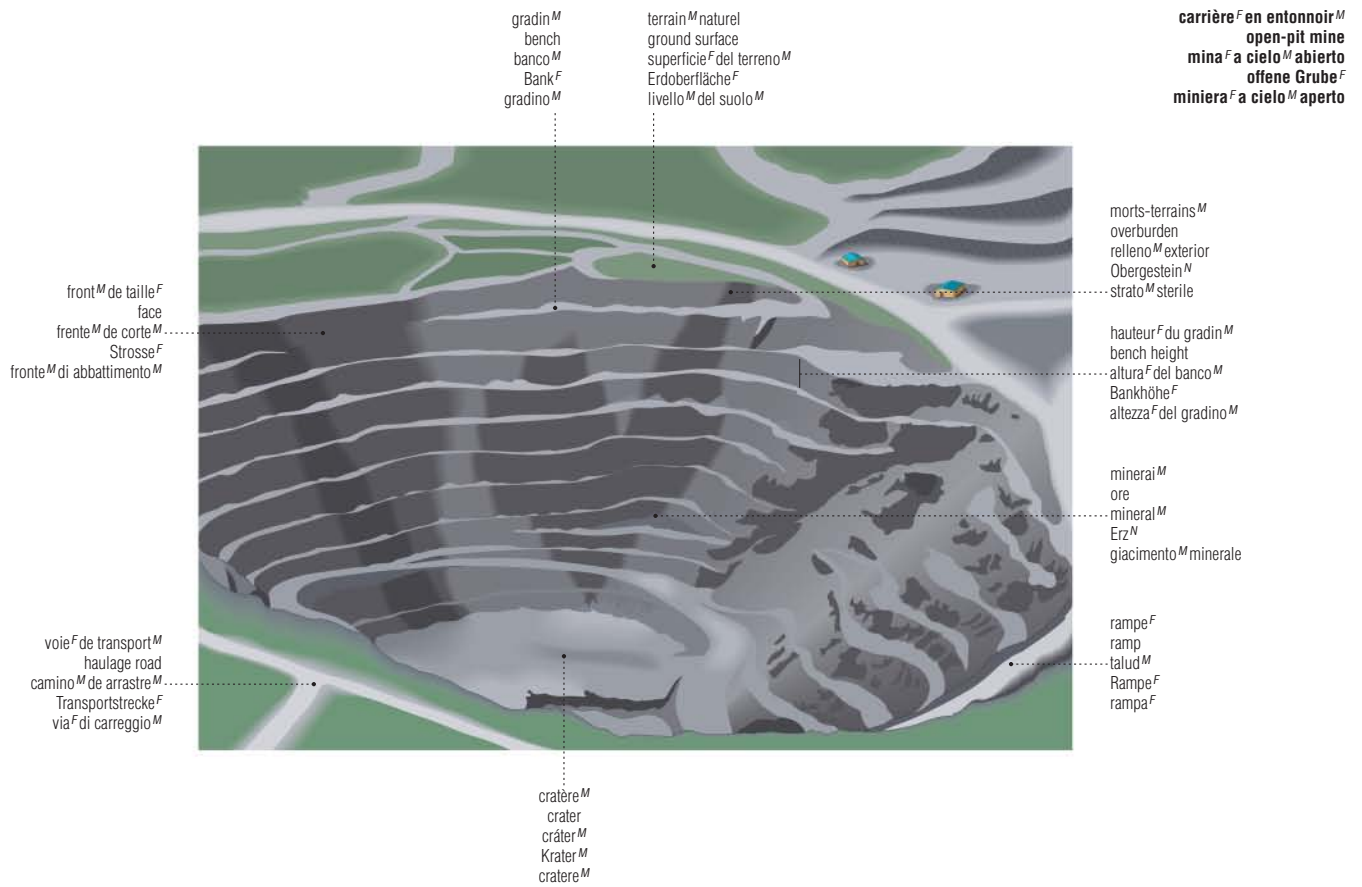 gradin M
bench
banco M
Bank F
gradino M
terrain M naturel
ground surface
superficie F del terreno M
Erdoberfläche F
livello M del suolo M
carrière F en entonnoir M
open-pit mine
mina F a cielo M abierto
offene Grube F
miniera F a cielo M aperto
morts-terrains M
overburden
relleno M exterior
Obergestein N
strato M sterile
front M de taille F
face
frente M de corte M
Strosse F
fronte M di abbattimento M
hauteur F du gradin M
bench height
altura F del banco M
Bankhöhe F
altezza F del gradino M
minerai M
ore
mineral M
Erz N
giacimento M minerale
voie F de transport M
haulage road
camino M de arrastre M
Transportstrecke F
via F di carreggio M
rampe F
ramp
talud M
Rampe F
rampa F
cratère M
crater
cráter M
Krater M
cratere M